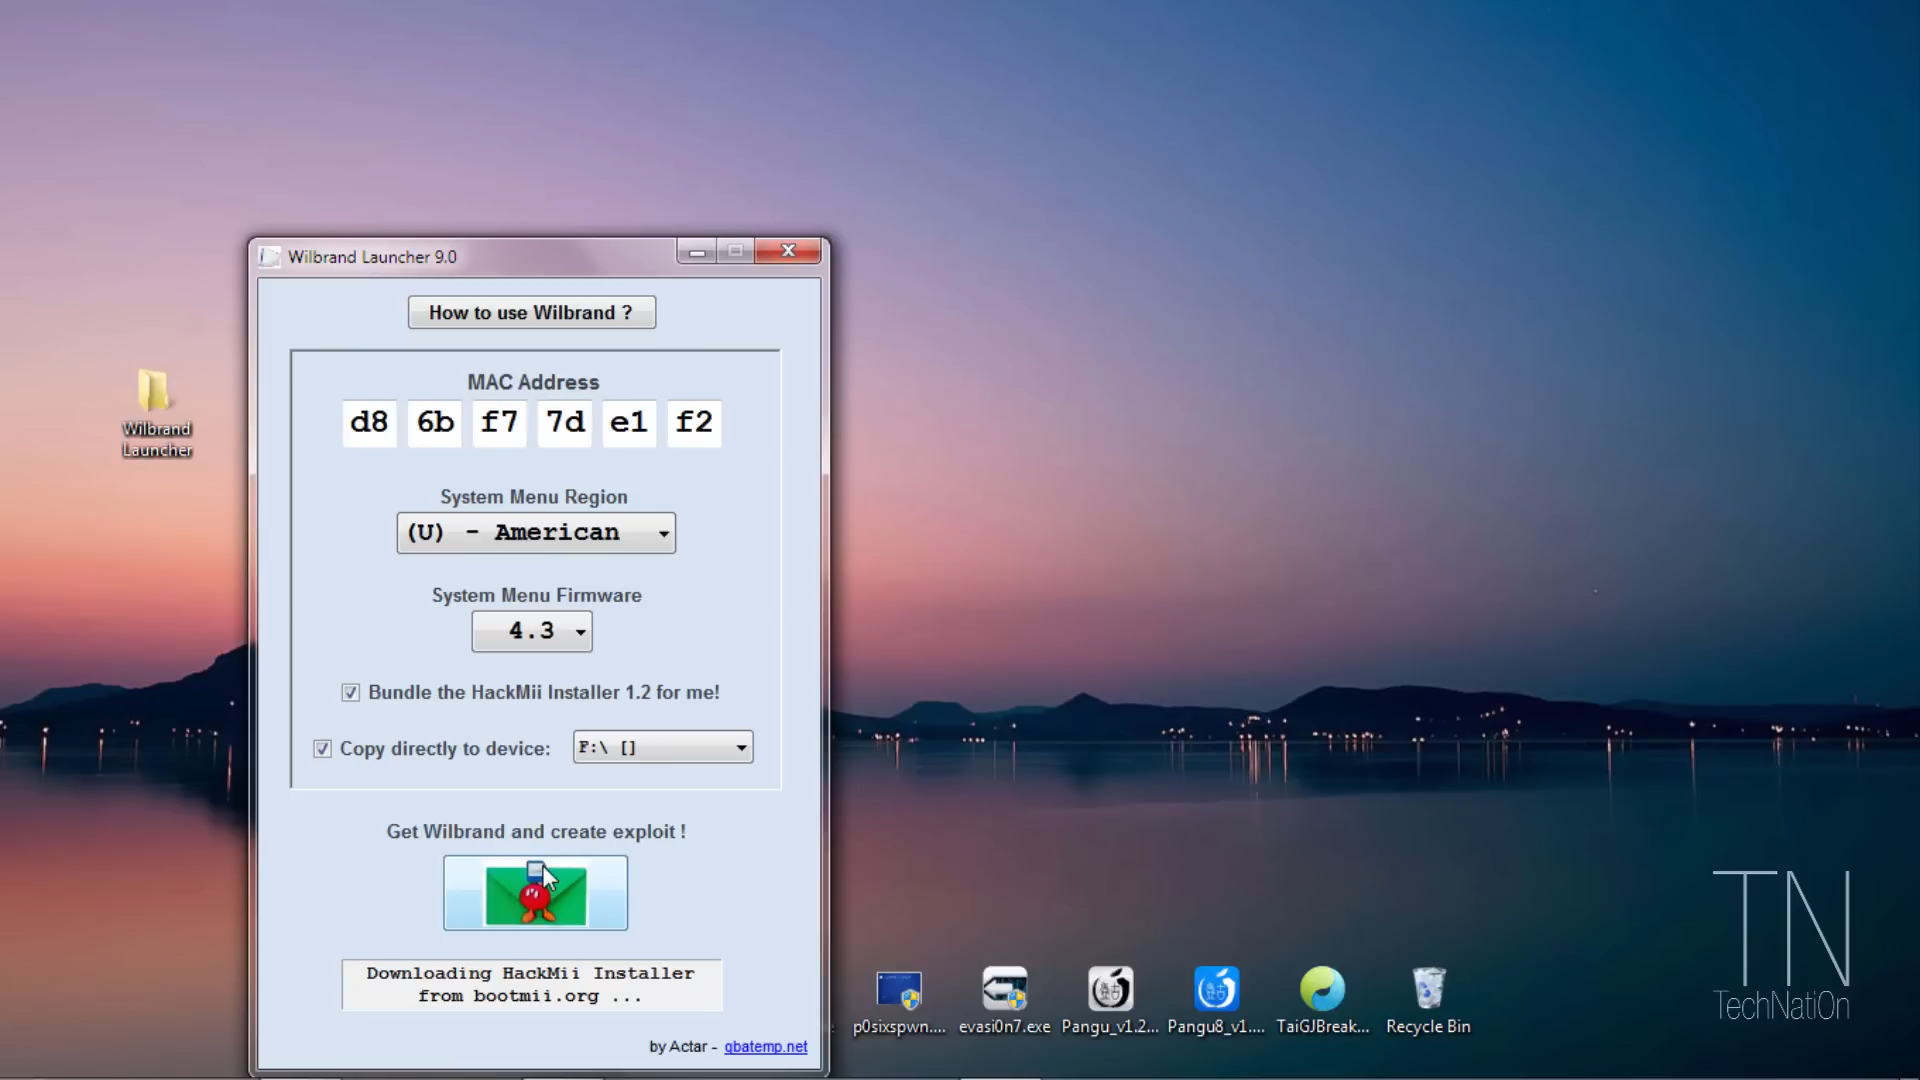 Wilbrand Launcher 9.0
How to use Wilbrand ?
MAC Address
d8 6b f7 7d e1 f2
System Menu Region
(U) - American
System Menu Firmware
4.3
Bundle the HackMii Installer 1.2 for me!
Copy directly to device: F:\ []
Get Wilbrand and create exploit !
Downloading HackMii Installer
from bootmii.org ...
by Actar - gbatemp.net
Wilbrand
Launcher
p0sixspwn.... evasi0n7.exe Pangu_v1.2... Pangu8_v1.... TaiGJBreak... Recycle Bin
TN
TechNatiOn